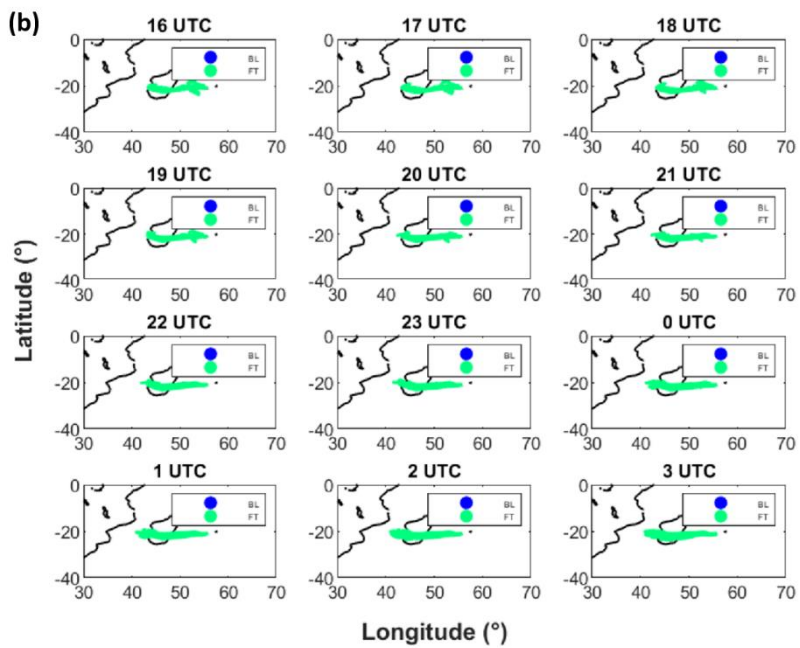 (b)
16 UTC 17 UTC 18 UTC
0 BL 0 BL 0 BL
-20 FT -20 FT -20 FT
-40 -40 -40
30 40 50 60 70 30 40 50 60 70 30 40 50 60 70
19 UTC 20 UTC 21 UTC
0 BL 0 BL 0 BL
-20 FT -20 FT -20 FT
-40 -40 -40
30 40 50 60 70 30 40 50 60 70 30 40 50 60 70
22 UTC 23 UTC 0 UTC
0 BL 0 BL 0 BL
-20 FT -20 FT -20 FT
-40 -40 -40
30 40 50 60 70 30 40 50 60 70 30 40 50 60 70
1 UTC 2 UTC 3 UTC
0 BL 0 BL 0 BL
-20 FT -20 FT -20 FT
-40 -40 -40
30 40 50 60 70 30 40 50 60 70 30 40 50 60 70
Latitude (°)
Longitude (°)